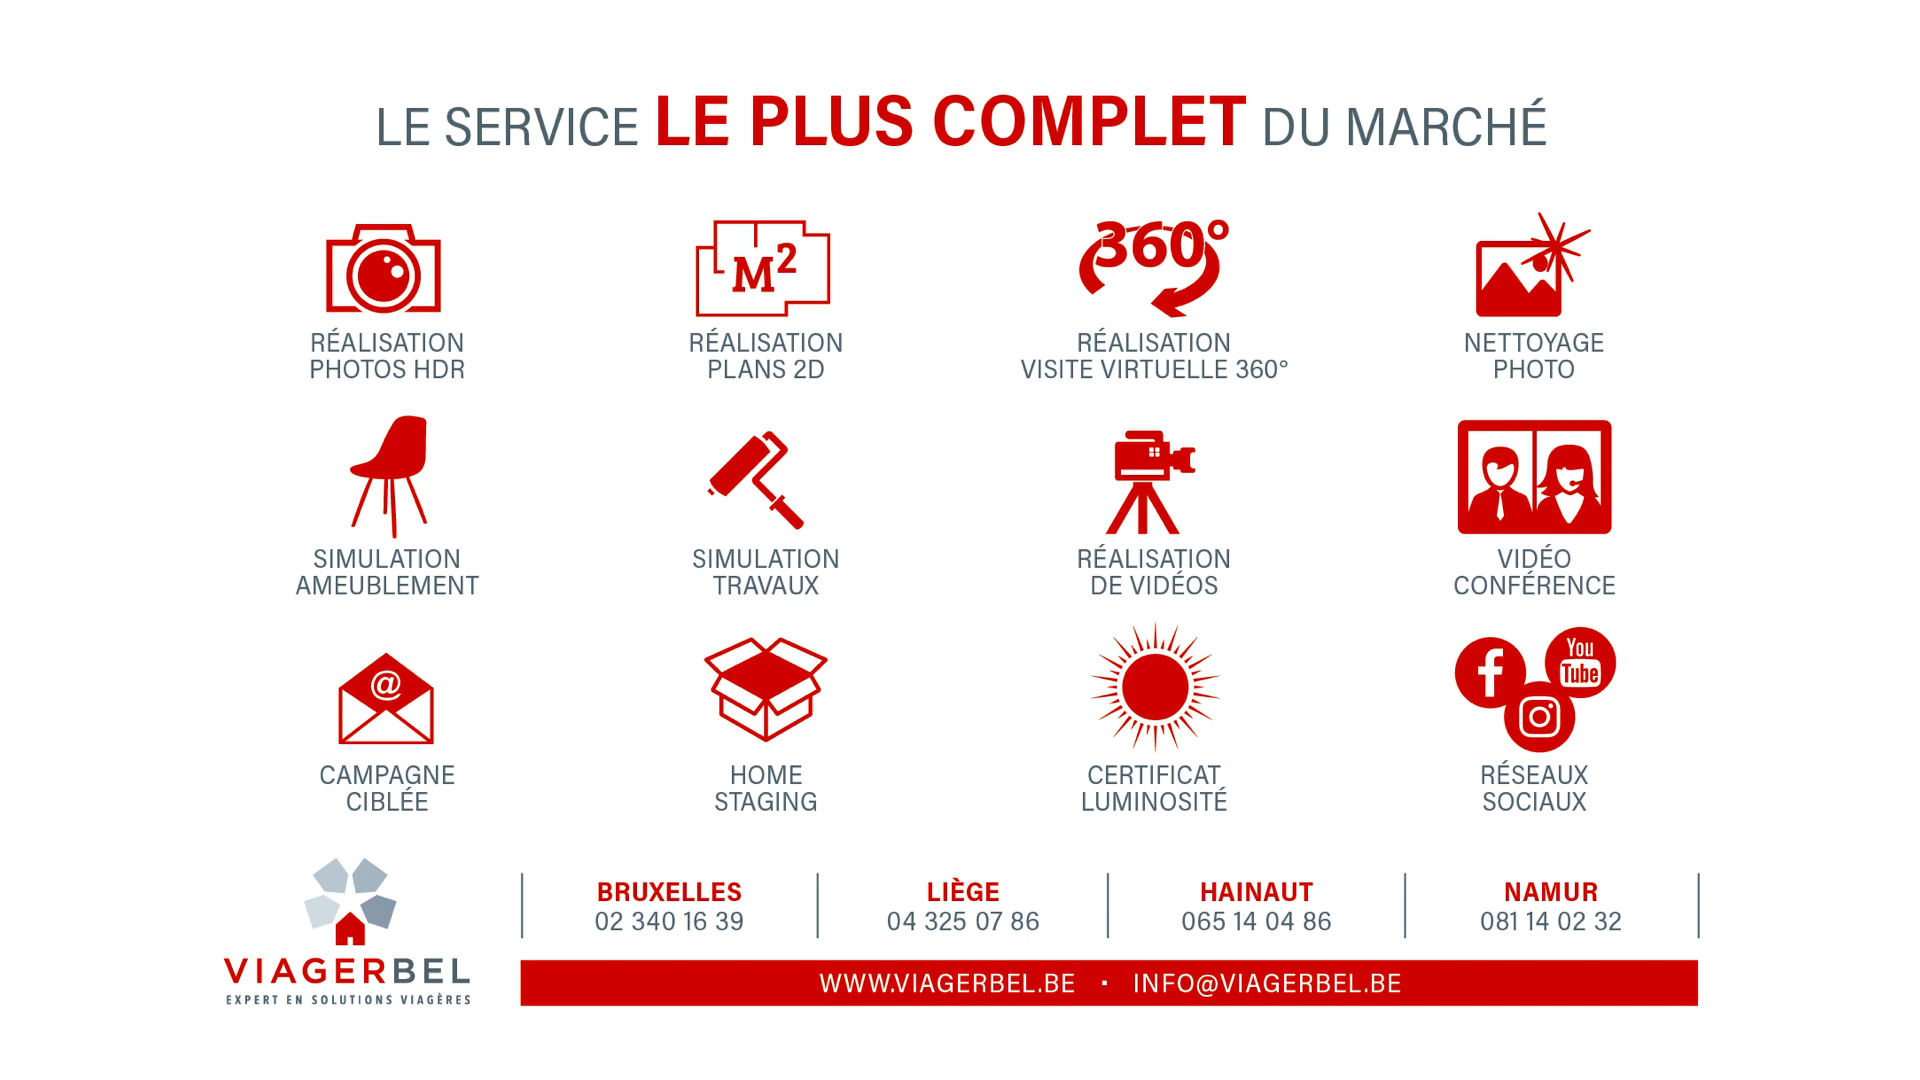 LE SERVICE LE PLUS COMPLET DU MARCHÉ
360°
M²
RÉALISATION
PHOTOS HDR
RÉALISATION
PLANS 2D
RÉALISATION
VISITE VIRTUELLE 360°
NETTOYAGE
PHOTO
SIMULATION
AMEUBLEMENT
SIMULATION
TRAVAUX
RÉALISATION
DE VIDÉOS
VIDÉO
CONFÉRENCE
@
f
You
Tube
CAMPAGNE
CIBLÉE
HOME
STAGING
CERTIFICAT
LUMINOSITÉ
RÉSEAUX
SOCIAUX
BRUXELLES
02 340 16 39
LIÈGE
04 325 07 86
HAINAUT
065 14 04 86
NAMUR
081 14 02 32
VIAGERBEL
EXPERT EN SOLUTIONS VIAGÈRES
WWW.VIAGERBEL.BE · INFO@VIAGERBEL.BE